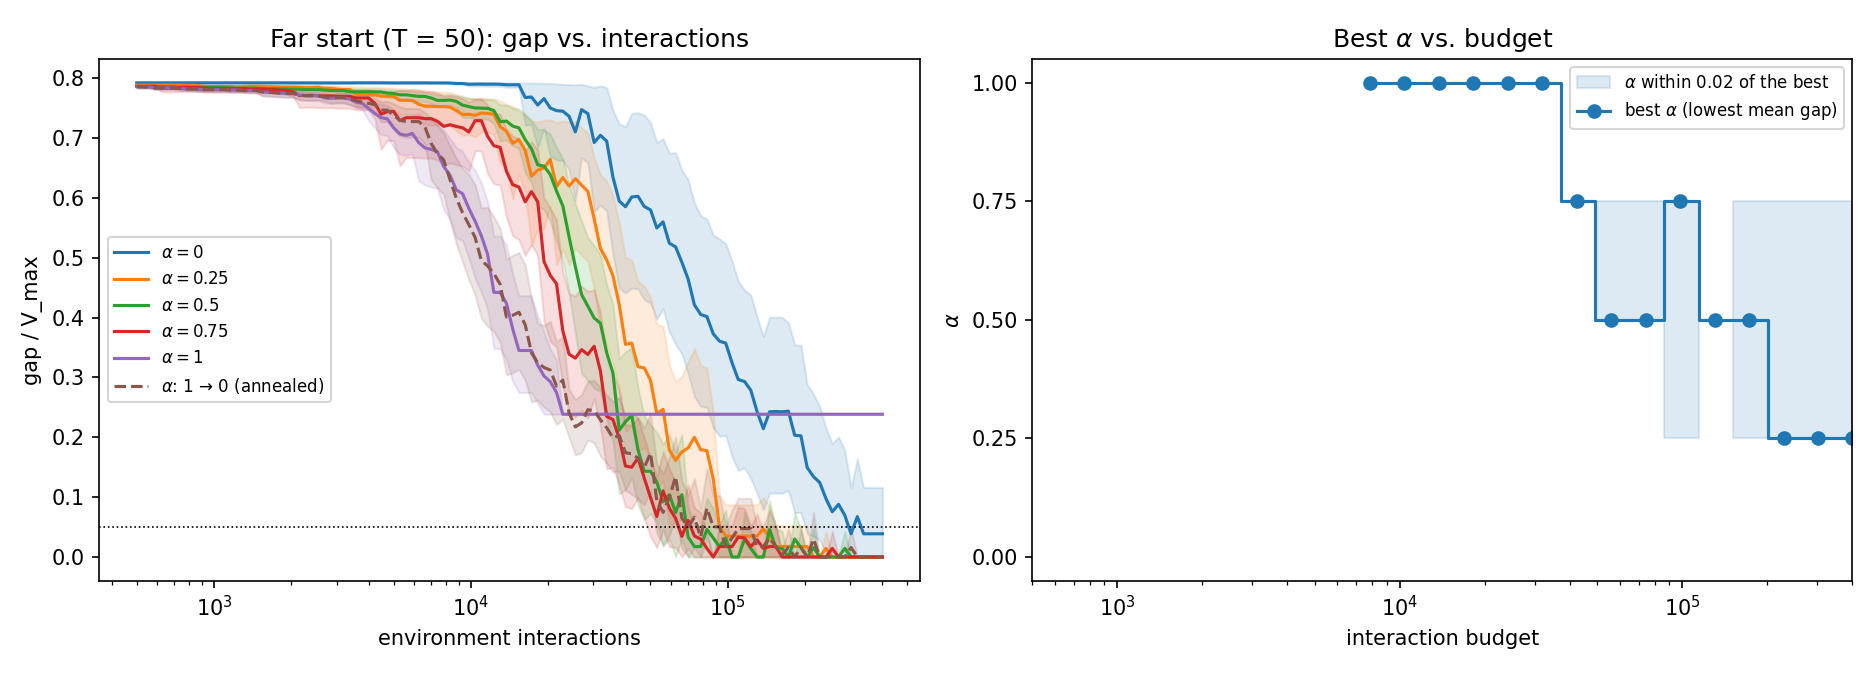 Far start (T = 50): gap vs. interactions
gap / V_max
0.8
0.7
0.6
0.5
0.4
0.3
0.2
0.1
0.0
α = 0
α = 0.25
α = 0.5
α = 0.75
α = 1
α: 1 → 0 (annealed)
10³
10⁴
10⁵
environment interactions
Best α vs. budget
α
1.00
0.75
0.50
0.25
0.00
α within 0.02 of the best
best α (lowest mean gap)
10³
10⁴
10⁵
interaction budget